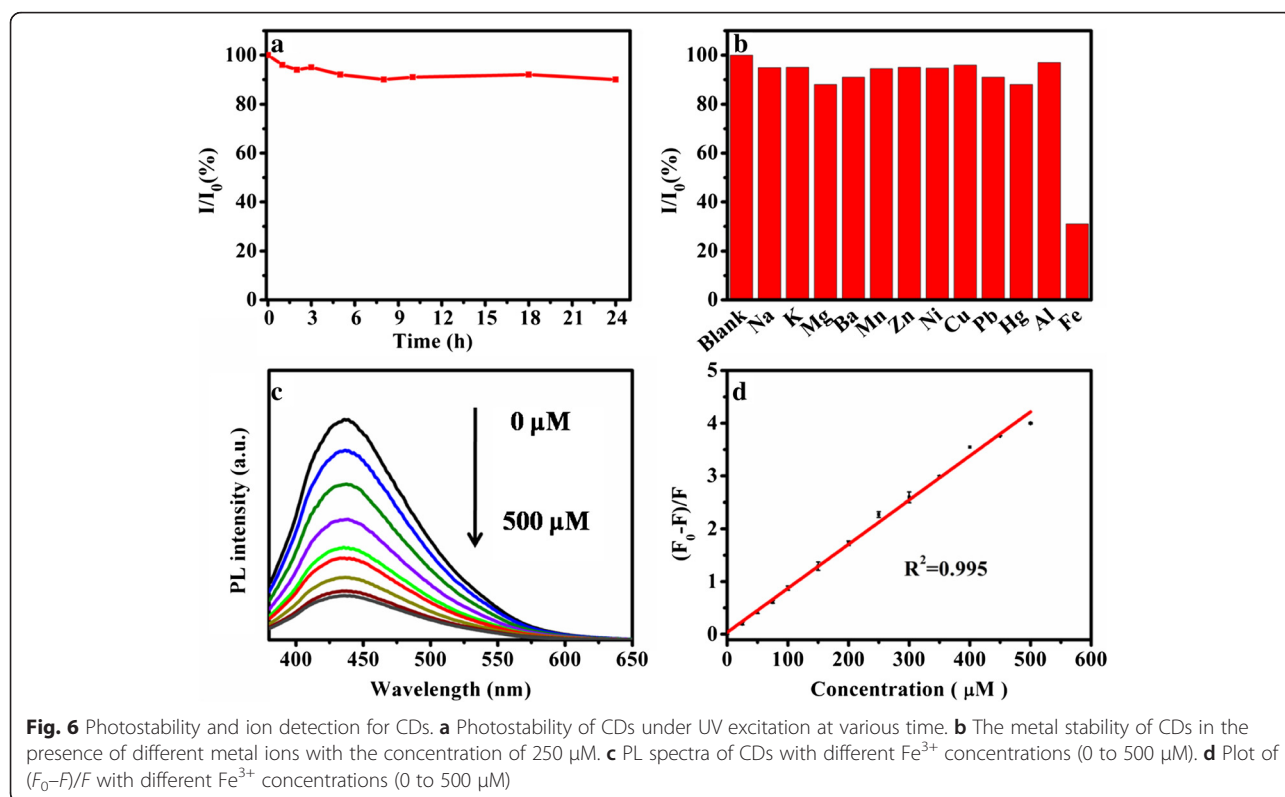 a
100
80
60
40
20
0
I/I₀(%)
0 3 6 9 12 15 18 21 24
Time (h)
b
100
80
60
40
20
0
I/I₀(%)
Blank Na K Mg Ba Mn Zn Ni Cu Pb Hg Al Fe
c
0 μM
500 μM
PL intensity (a.u.)
400 450 500 550 600 650
Wavelength (nm)
d
5
4
3
2
1
0
(F₀-F)/F
R²=0.995
0 100 200 300 400 500 600
Concentration ( μM )
Fig. 6 Photostability and ion detection for CDs. a Photostability of CDs under UV excitation at various time. b The metal stability of CDs in the
presence of different metal ions with the concentration of 250 μM. c PL spectra of CDs with different Fe³⁺ concentrations (0 to 500 μM). d Plot of
(F₀–F)/F with different Fe³⁺ concentrations (0 to 500 μM)